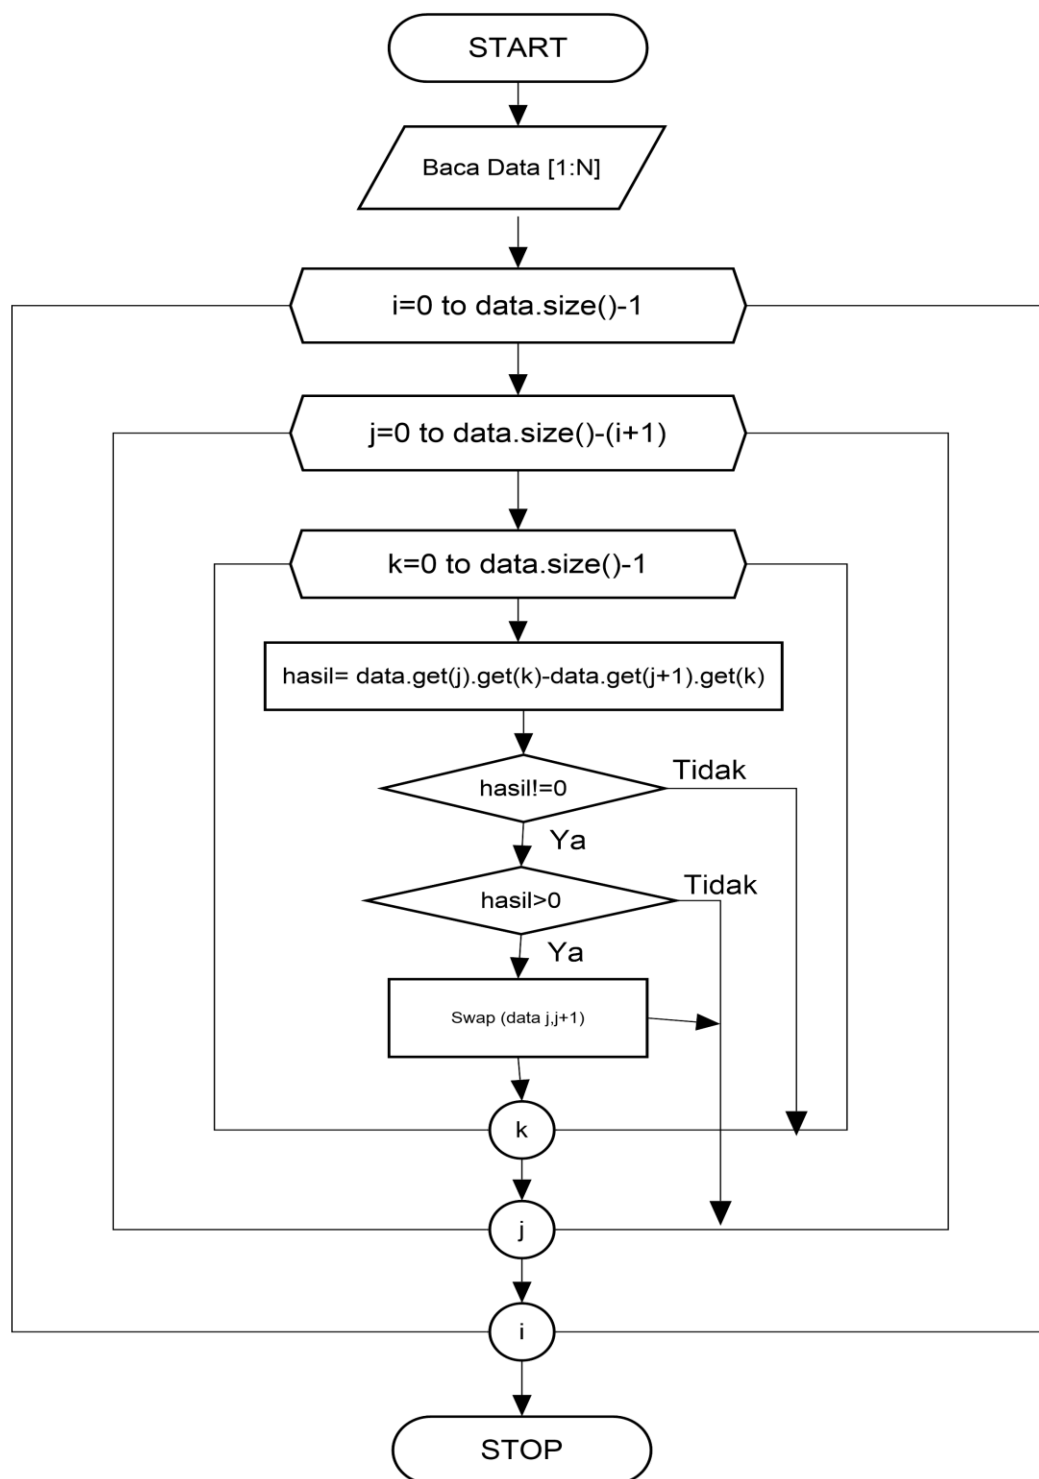 START
Baca Data [1:N]
i=0 to data.size()-1
j=0 to data.size()-(i+1)
k=0 to data.size()-1
hasil= data.get(j).get(k)-data.get(j+1).get(k)
hasil!=0
Tidak
Ya
hasil>0
Tidak
Ya
Swap (data j,j+1)
k
j
i
STOP